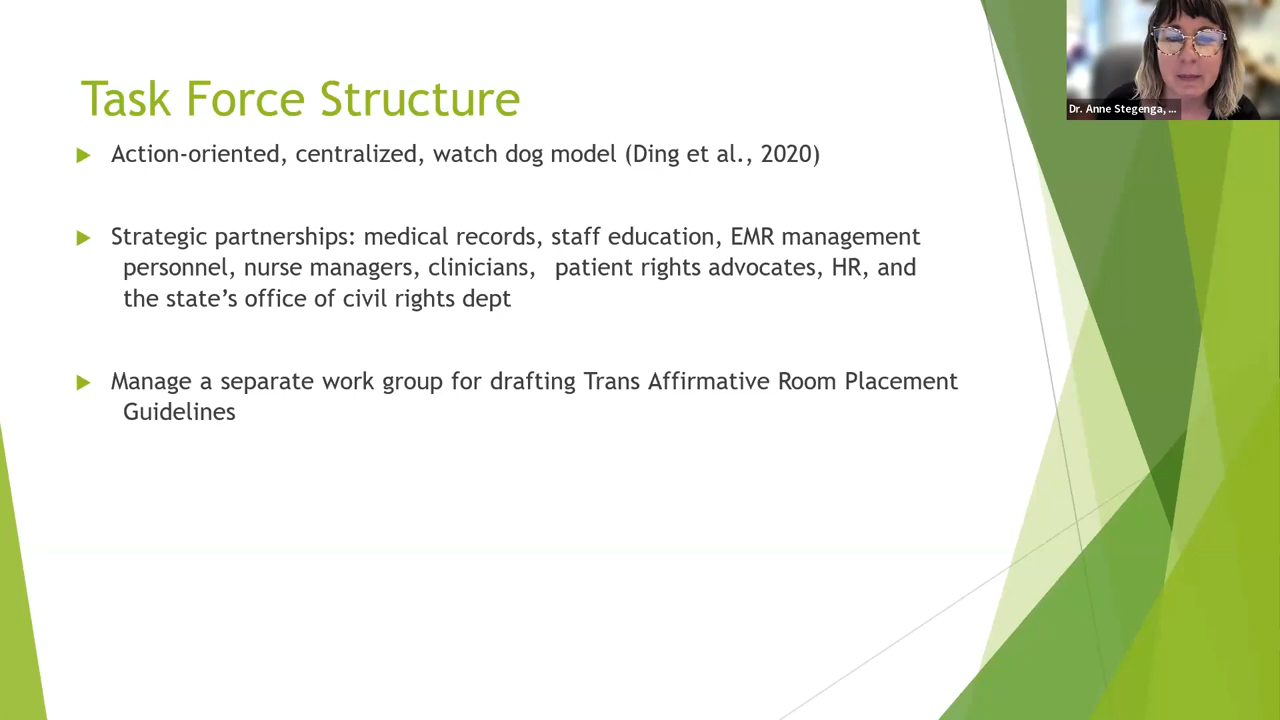 Dr. Anne Stegenga, ...
Task Force Structure
Action-oriented, centralized, watch dog model (Ding et al., 2020)
Strategic partnerships: medical records, staff education, EMR management
personnel, nurse managers, clinicians, patient rights advocates, HR, and
the state’s office of civil rights dept
Manage a separate work group for drafting Trans Affirmative Room Placement
Guidelines